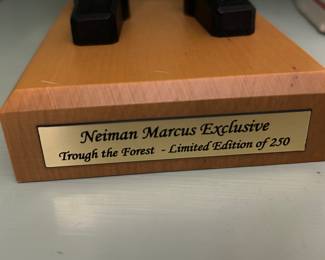 Neiman Marcus Exclusive
Trough the Forest - Limited Edition of 250